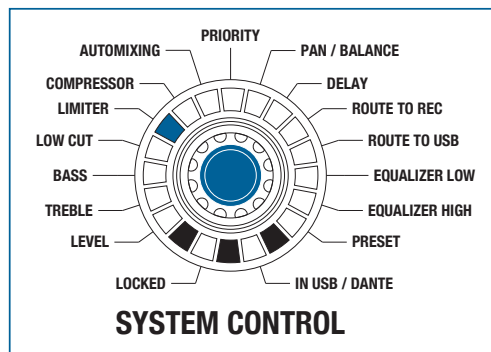 PRIORITY
AUTOMIXING
PAN / BALANCE
COMPRESSOR
DELAY
LIMITER
ROUTE TO REC
LOW CUT
ROUTE TO USB
BASS
EQUALIZER LOW
TREBLE
EQUALIZER HIGH
LEVEL
PRESET
LOCKED
IN USB / DANTE
SYSTEM CONTROL